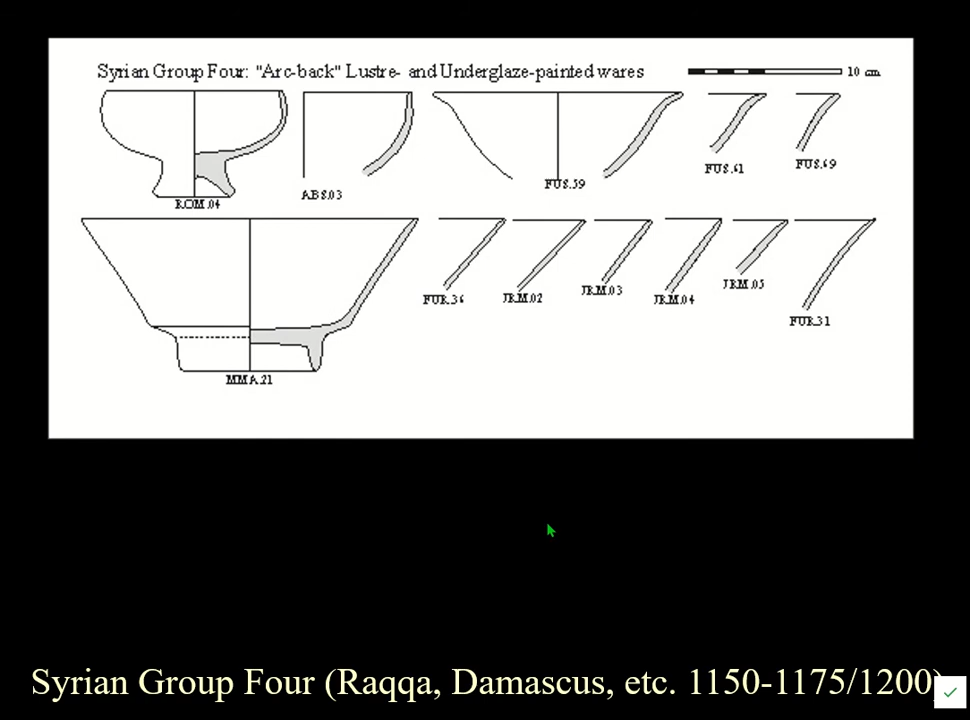 Syrian Group Four: "Arc-back" Lustre- and Underglaze-painted wares
10 cm
ROM.04
ABS.03
FUS.59
FUS.61
FUS.69
MMA.21
FUR.36
JRM.02
JRM.03
JRM.04
JRM.05
FUR.31
Syrian Group Four (Raqqa, Damascus, etc. 1150-1175/1200)